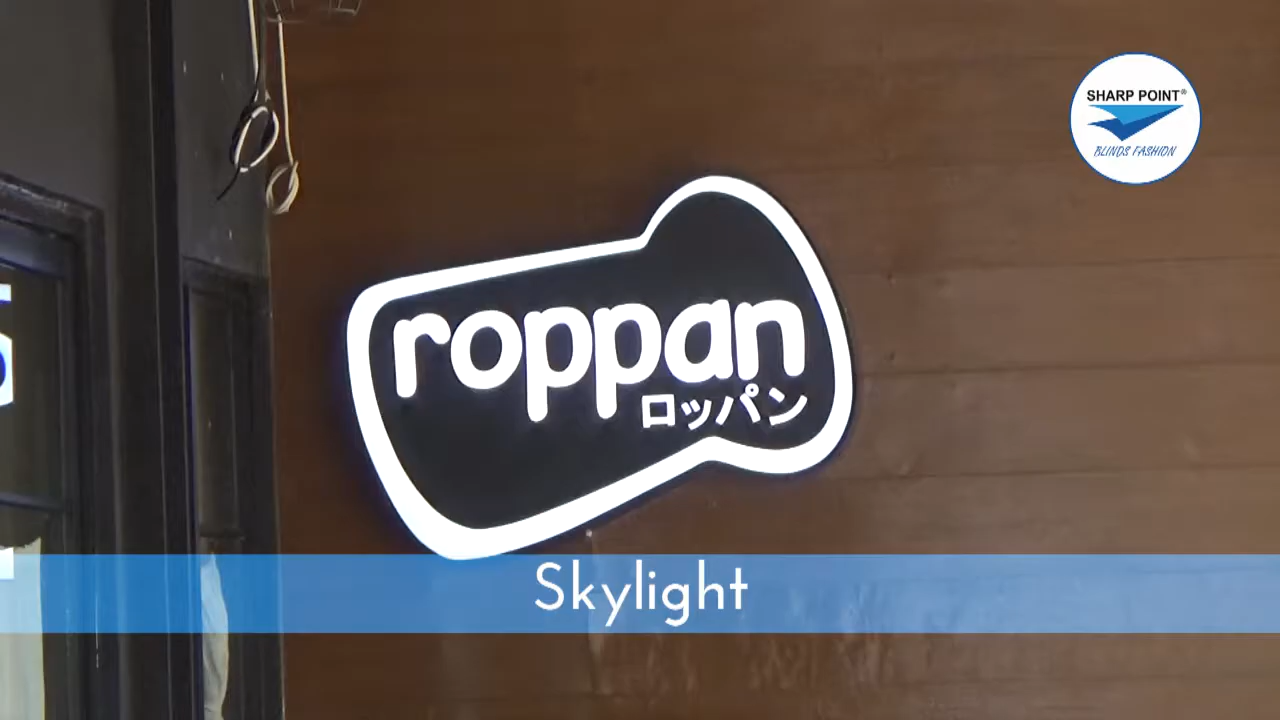 SHARP POINT®
BLINDS FASHION
roppan
ロッパン
Skylight